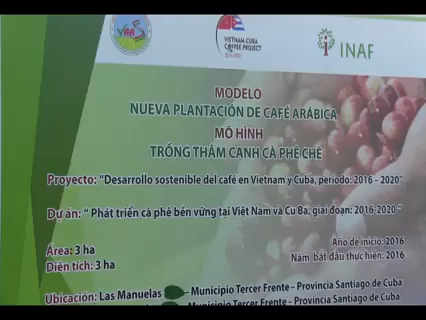 VIETNAM-CUBA
COFFEE PROJECT
INAF
MODELO
NUEVA PLANTACIÓN DE CAFÉ ARÁBICA
MÔ HÌNH
TRỒNG THÂM CANH CÀ PHÊ CHÈ
Proyecto: "Desarrollo sostenible del café en Vietnam y Cuba, período: 2016 – 2020"
Dự án: " Phát triển cà phê bền vững tại Việt Nam và Cu Ba, giai đoạn: 2016-2020 "
Área: 3 ha
Año de inicio: 2016
Diện tích: 3 ha
Năm bắt đầu thực hiện: 2016
Ubicación: Las Manuelas – Municipio Tercer Frente – Provincia Santiago de Cuba
– Municipio Tercer Frente – Provincia Santiago de Cuba